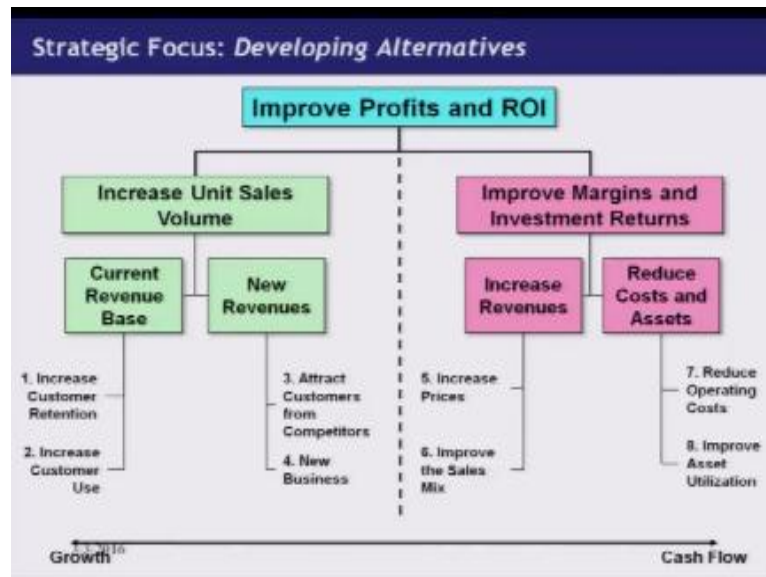 Strategic Focus: Developing Alternatives
Improve Profits and ROI
Increase Unit Sales
Volume
Improve Margins and
Investment Returns
Current
Revenue
Base
New
Revenues
Increase
Revenues
Reduce
Costs and
Assets
1. Increase
Customer
Retention
2. Increase
Customer
Use
3. Attract
Customers
from
Competitors
4. New
Business
5. Increase
Prices
6. Improve
the Sales
Mix
7. Reduce
Operating
Costs
8. Improve
Asset
Utilization
Growth
Cash Flow